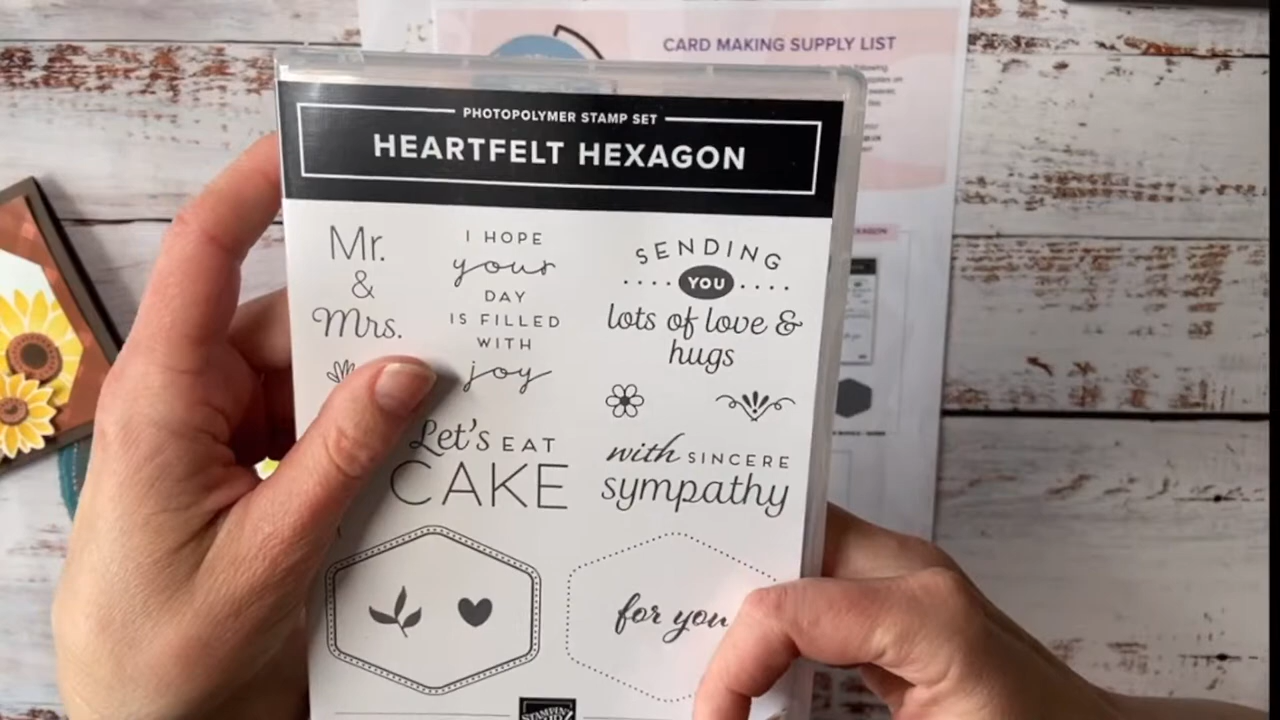 CARD MAKING SUPPLY LIST
PHOTOPOLYMER STAMP SET
HEARTFELT HEXAGON
Mr.
&
Mrs.
I HOPE
your
DAY
IS FILLED
WITH
joy
SENDING
YOU
lots of love &
hugs
Let's EAT
CAKE
with SINCERE
sympathy
for you
STAMPIN'